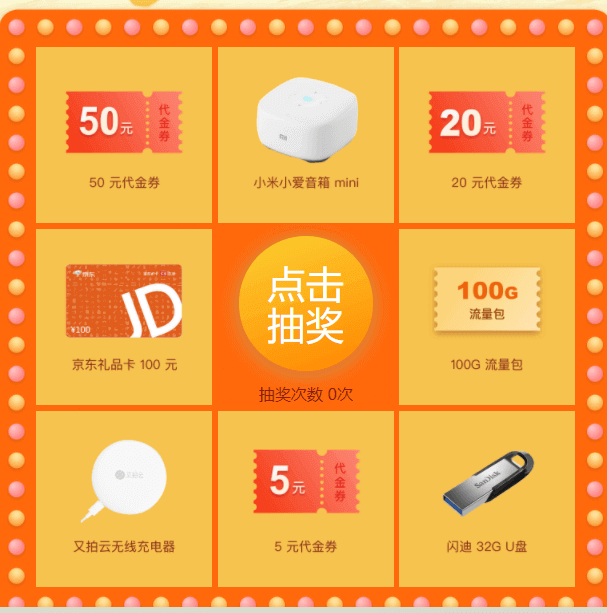 50元
代金券
50 元代金券
MI
小米小爱音箱 mini
20元
代金券
20 元代金券
京东
JD
¥100
京东礼品卡 100 元
点击
抽奖
抽奖次数 0次
100G
流量包
100G 流量包
又拍云无线充电器
5元
代金券
5 元代金券
SanDisk
闪迪 32G U盘